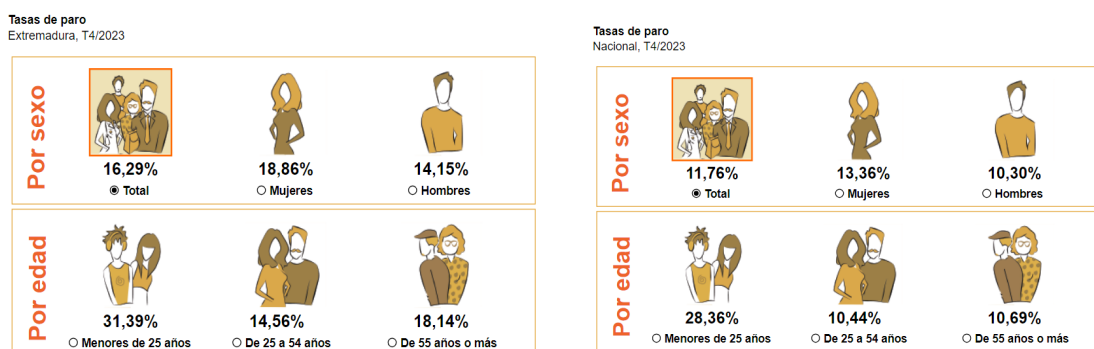 Tasas de paro
Extremadura, T4/2023
Por sexo
16,29% 18,86% 14,15%
Total Mujeres Hombres
Por edad
31,39% 14,56% 18,14%
Menores de 25 años De 25 a 54 años De 55 años o más
Tasas de paro
Nacional, T4/2023
Por sexo
11,76% 13,36% 10,30%
Total Mujeres Hombres
Por edad
28,36% 10,44% 10,69%
Menores de 25 años De 25 a 54 años De 55 años o más